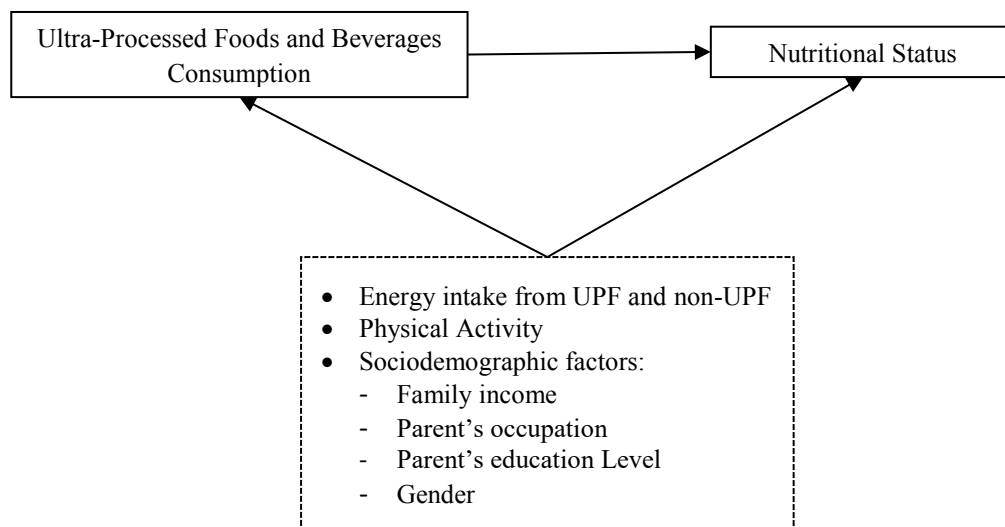 Ultra-Processed Foods and Beverages
Consumption
Nutritional Status
• Energy intake from UPF and non-UPF
• Physical Activity
• Sociodemographic factors:
- Family income
- Parent’s occupation
- Parent’s education Level
- Gender